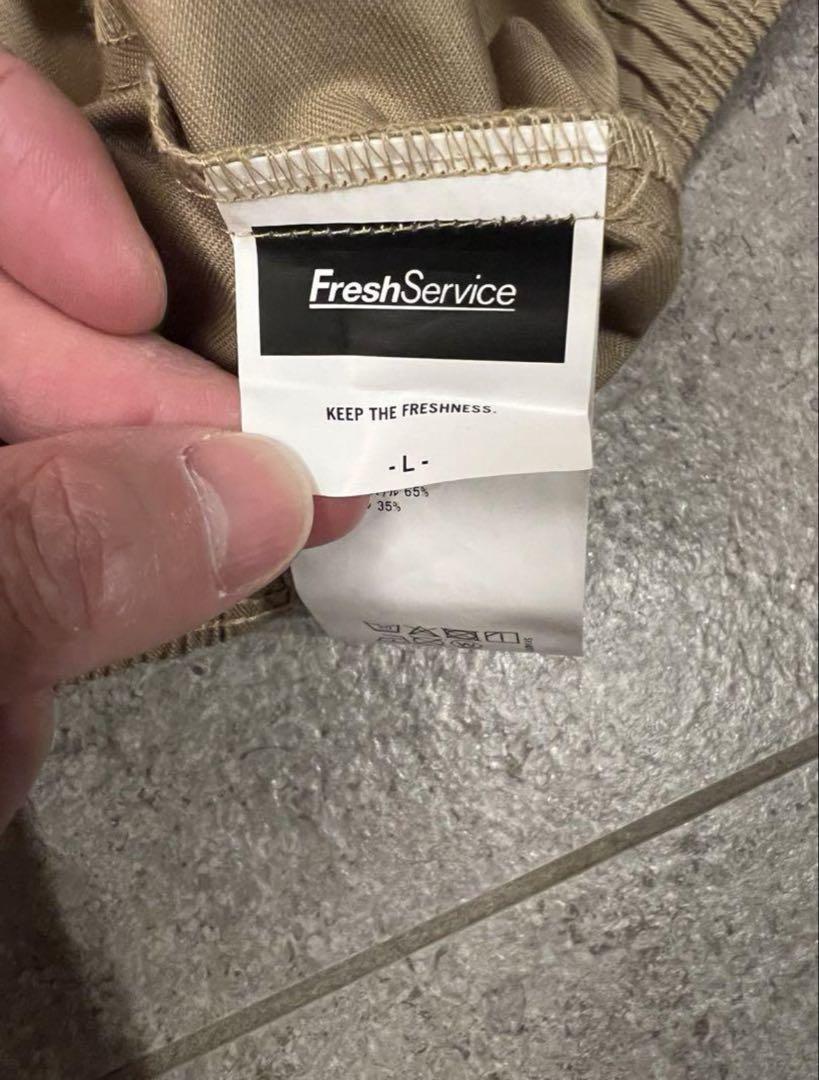 FreshService
KEEP THE FRESHNESS.
-L-
65%
35%